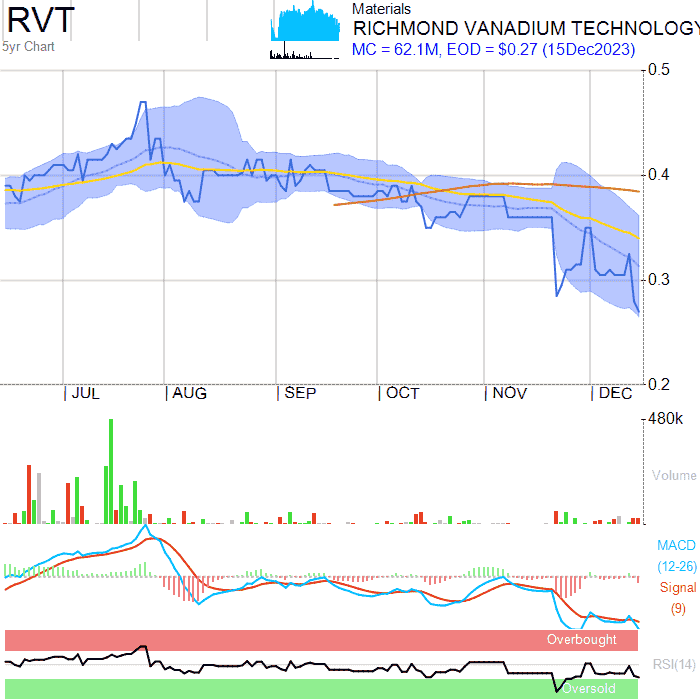 RVT
5yr Chart
Materials
RICHMOND VANADIUM TECHNOLOGY
MC = 62.1M, EOD = $0.27 (15Dec2023)
0.5
0.4
0.3
0.2
JUL AUG SEP OCT NOV DEC
480k
Volume
MACD
(12-26)
Signal
(9)
Overbought
RSI(14)
Oversold